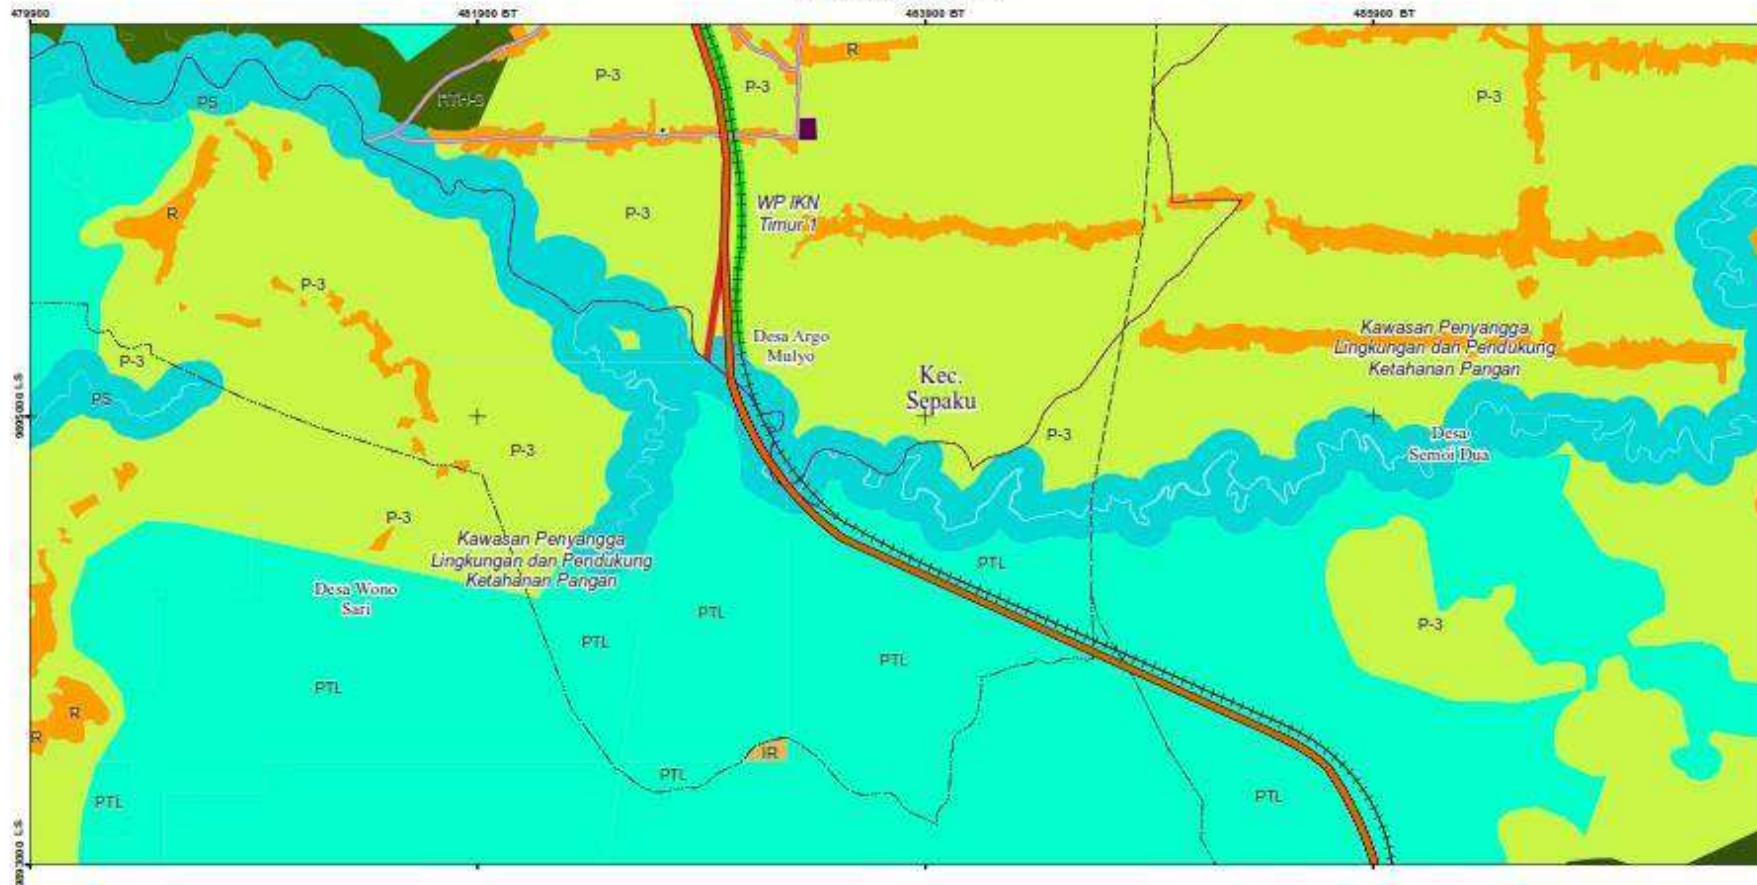 479900
481900 BT
483900 BT
485900 BT
R
P-3
P-3
P-3
PS
P-3
WP IKN
Timur 1
R
P-3
Desa Argo
Mulyo
Kawasan Penyangga
Lingkungan dan Pendukung
Ketahanan Pangan
P-3
Kec.
Sepaku
PS
P-3
P-3
Desa
Semoi Dua
P-3
Kawasan Penyangga
Lingkungan dan Pendukung
Ketahanan Pangan
PTL
Desa Wono
Sari
PTL
P-3
PTL
PTL
PTL
R
R
IR
PTL
PTL
PTL